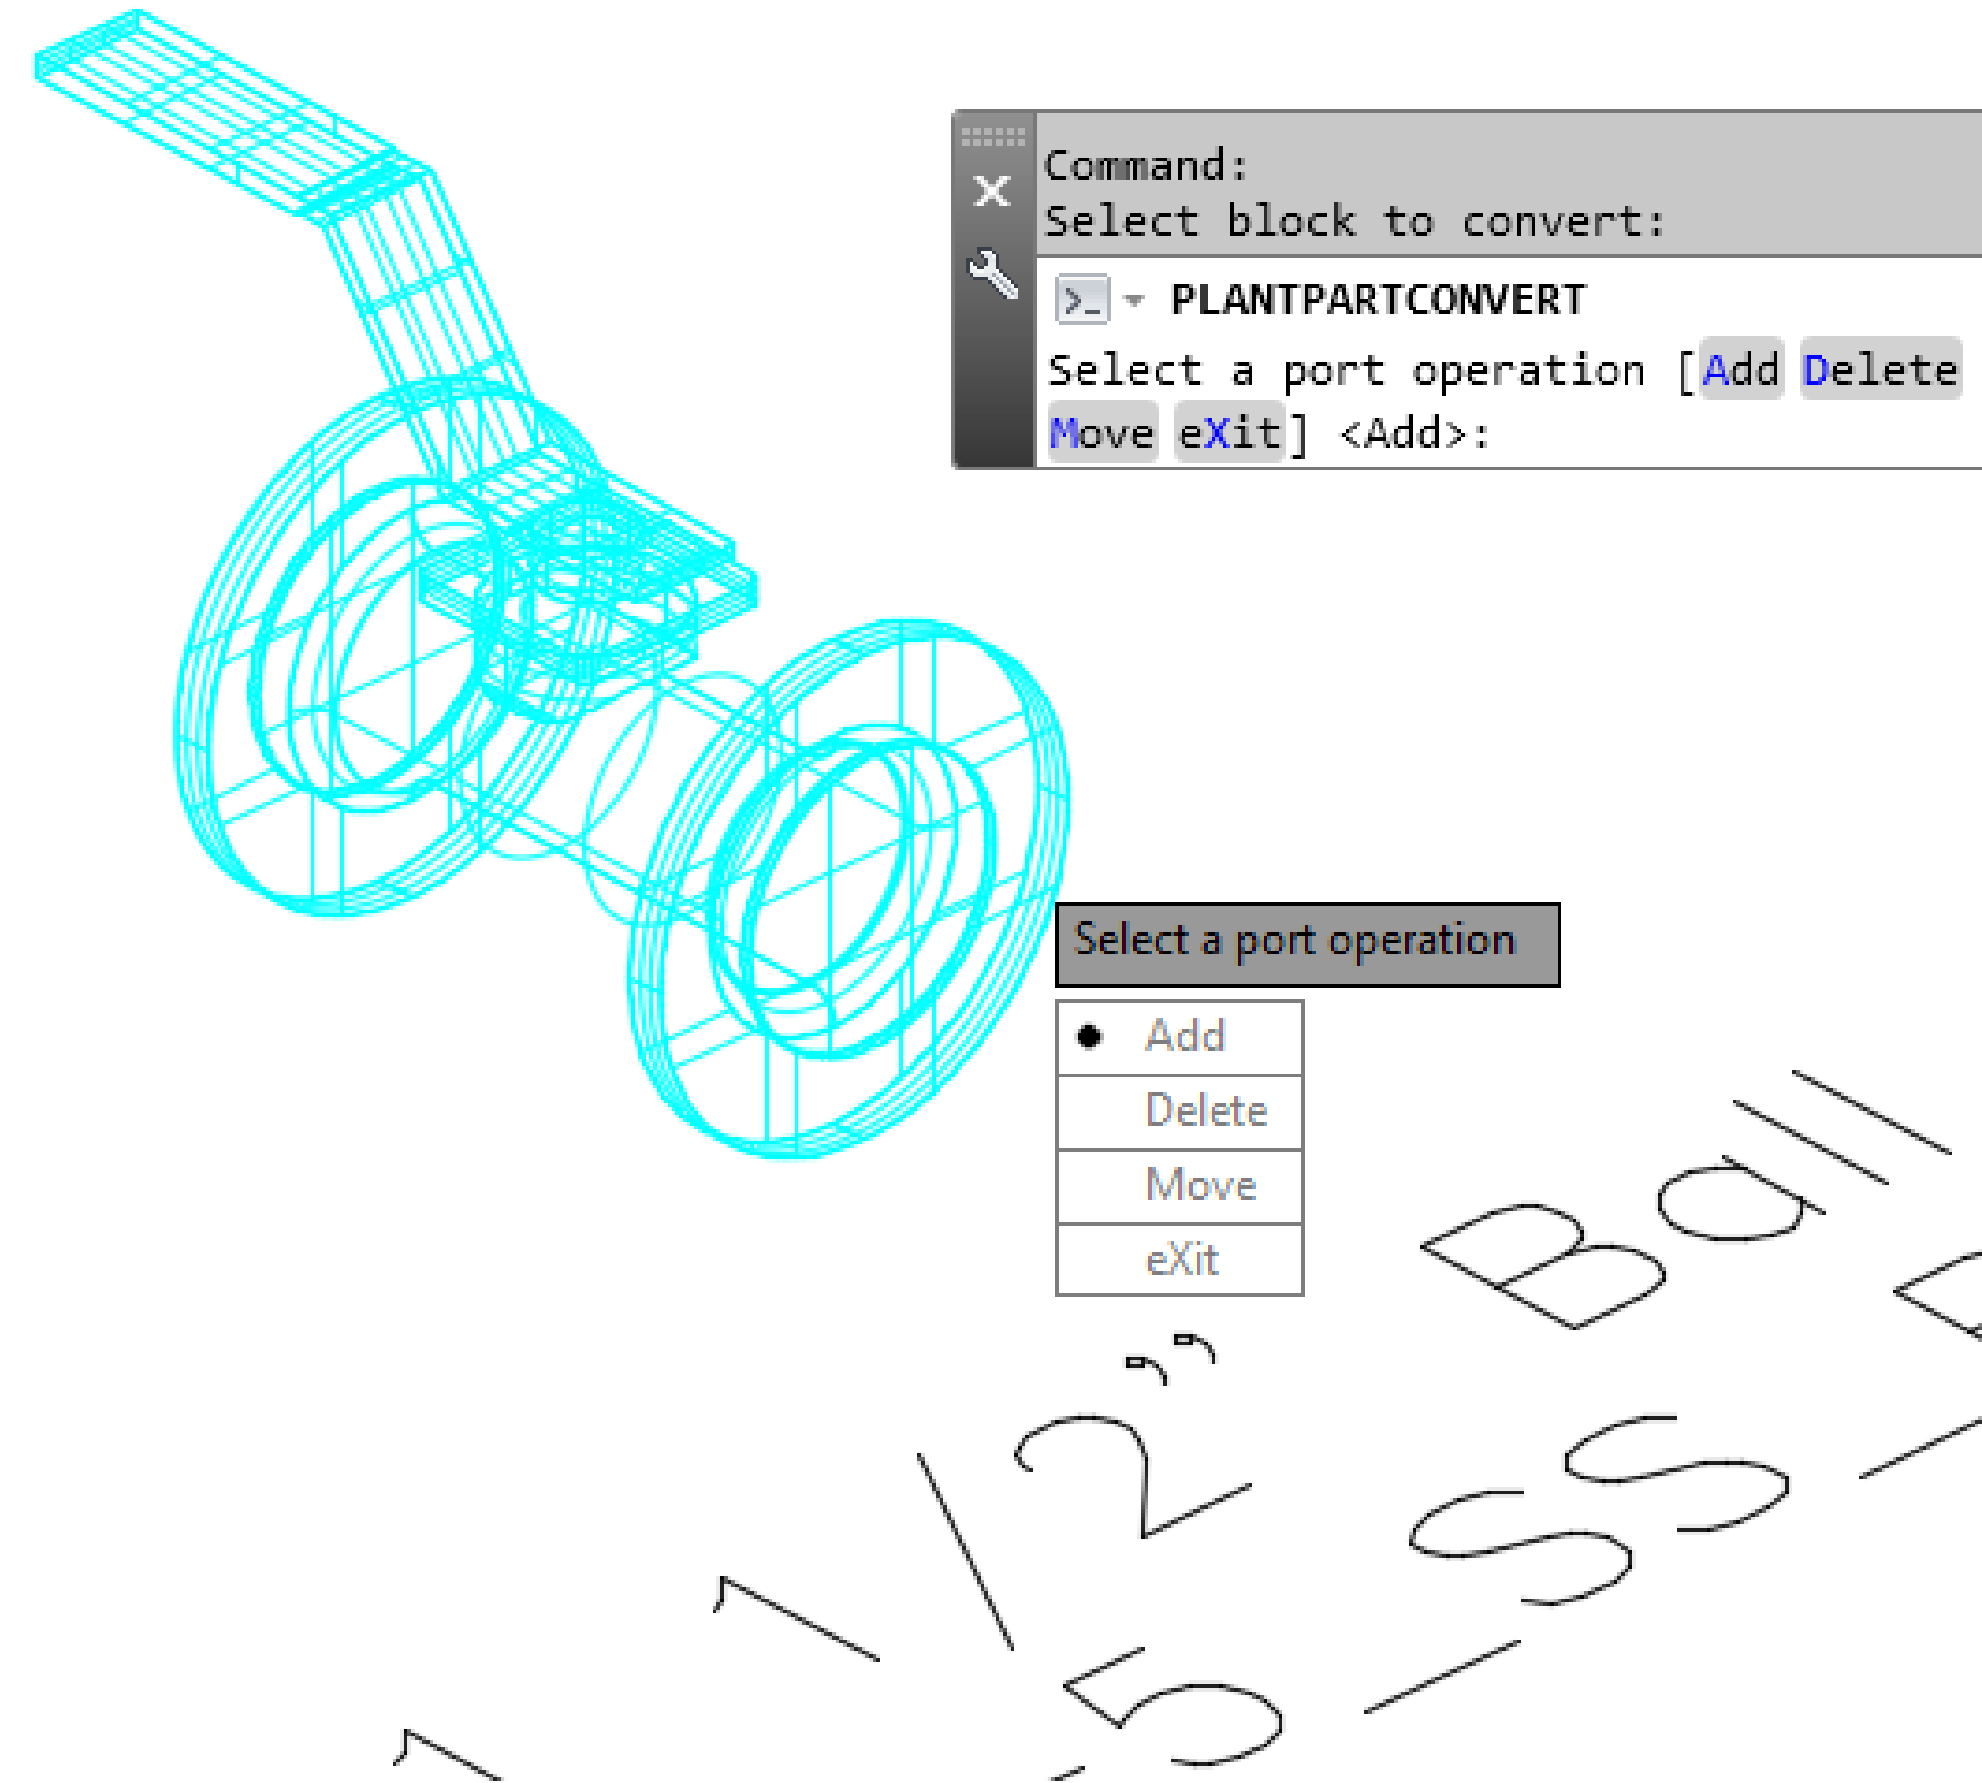 Command:
Select block to convert:
PLANTPARTCONVERT
Select a port operation [Add Delete
Move eXit] <Add>:
Select a port operation
Add
Delete
Move
eXit
1/2" Ball
15 SS